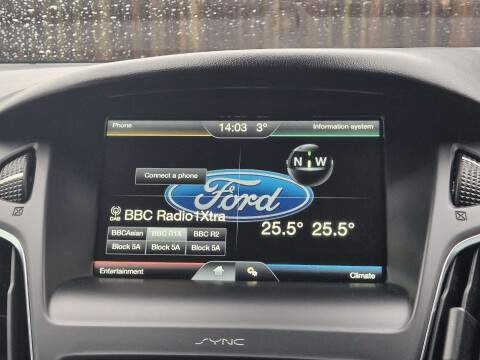 Phone 14:03 3° Information system
N W
Connect a phone
Ford
DAB BBC Radio1Xtra
25.5° 25.5°
BBCAsian BBC R1X BBC R2
Block 5A Block 5A Block 5A
Entertainment Climate
SYNC